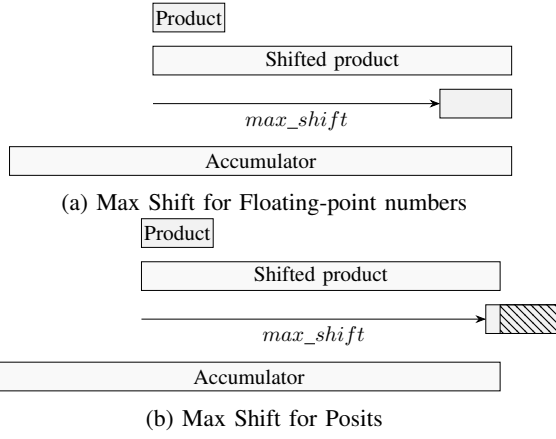 Product
Shifted product
max_shift
Accumulator
(a) Max Shift for Floating-point numbers
Product
Shifted product
max_shift
Accumulator
(b) Max Shift for Posits